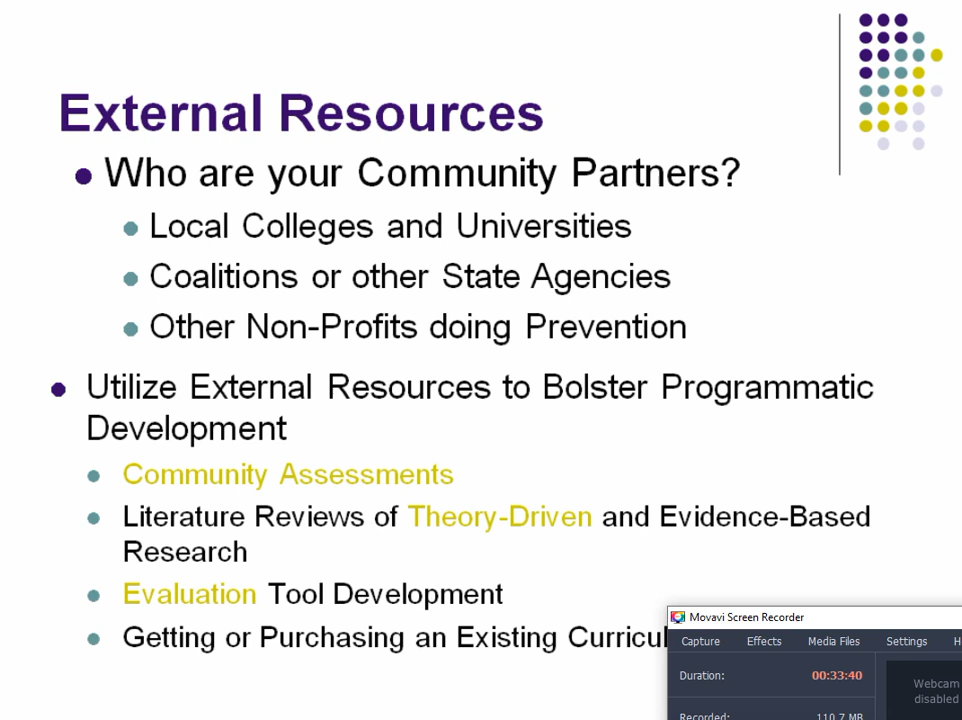 External Resources
Who are your Community Partners?
Local Colleges and Universities
Coalitions or other State Agencies
Other Non-Profits doing Prevention
Utilize External Resources to Bolster Programmatic
Development
Community Assessments
Literature Reviews of Theory-Driven and Evidence-Based
Research
Evaluation Tool Development
Getting or Purchasing an Existing
Movavi Screen Recorder
Capture Effects Media Files Settings
Duration: 00:33:40
Webcam
disabled
Recorded: 110.7 MB